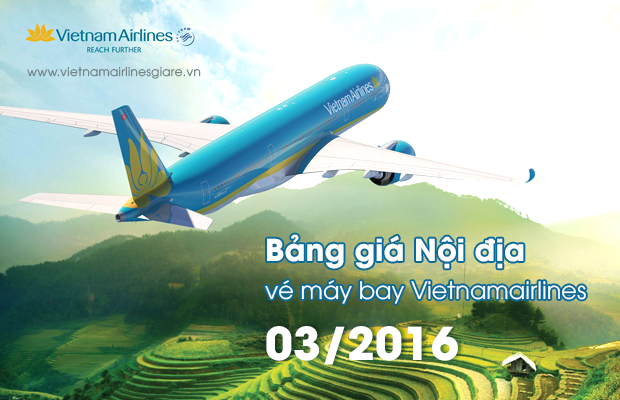 Vietnam Airlines
REACH FURTHER
www.vietnamairlinesgiare.vn
Vietnam Airlines
Bảng giá Nội địa
vé máy bay Vietnamairlines
03/2016